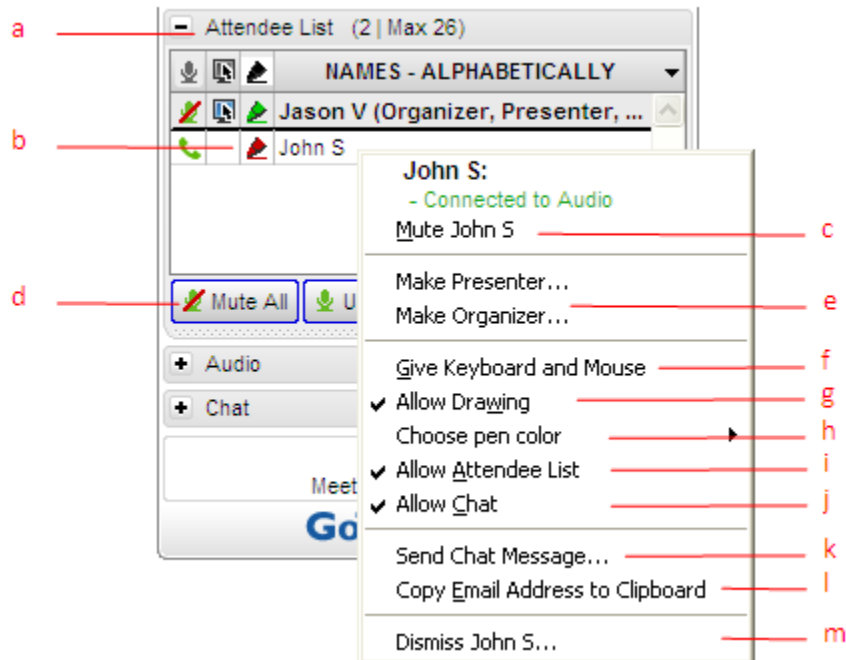 a
Attendee List (2 | Max 26)
NAMES - ALPHABETICALLY
Jason V (Organizer, Presenter, ...
b
John S
John S:
- Connected to Audio
Mute John S
c
d
Mute All
U
Make Presenter...
Make Organizer...
e
Audio
Give Keyboard and Mouse
f
Chat
Allow Drawing
g
Choose pen color
h
Meet
Allow Attendee List
i
Allow Chat
j
Go
Send Chat Message...
k
Copy Email Address to Clipboard
l
Dismiss John S...
m